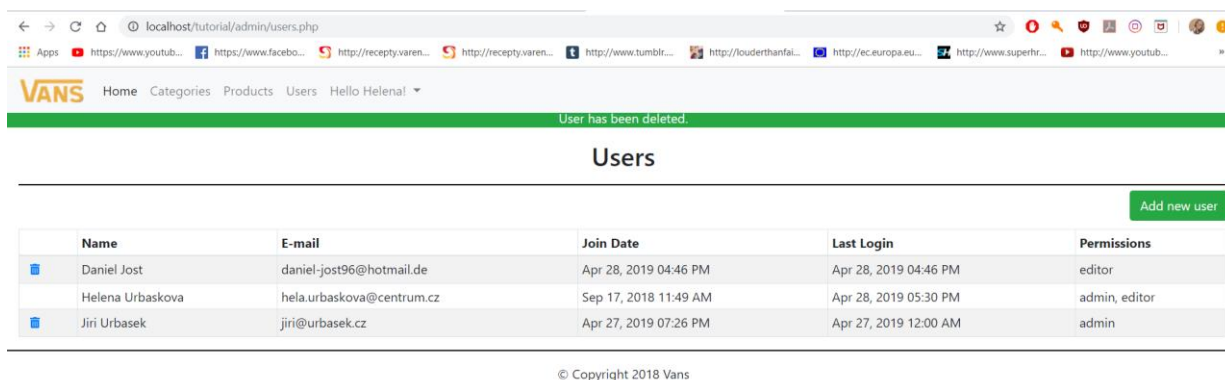 localhost/tutorial/admin/users.php
Apps https://www.youtub... https://www.facebo... http://recepty.varen... http://recepty.varen... http://www.tumblr.... http://louderthanfai... http://ec.europa.eu... http://www.superhr... http://www.youtub... »
VANS Home Categories Products Users Hello Helena!
User has been deleted.
Users
Add new user
Name E-mail Join Date Last Login Permissions
Daniel Jost daniel-jost96@hotmail.de Apr 28, 2019 04:46 PM Apr 28, 2019 04:46 PM editor
Helena Urbaskova hela.urbaskova@centrum.cz Sep 17, 2018 11:49 AM Apr 28, 2019 05:30 PM admin, editor
Jiri Urbasek jiri@urbasek.cz Apr 27, 2019 07:26 PM Apr 27, 2019 12:00 AM admin
© Copyright 2018 Vans